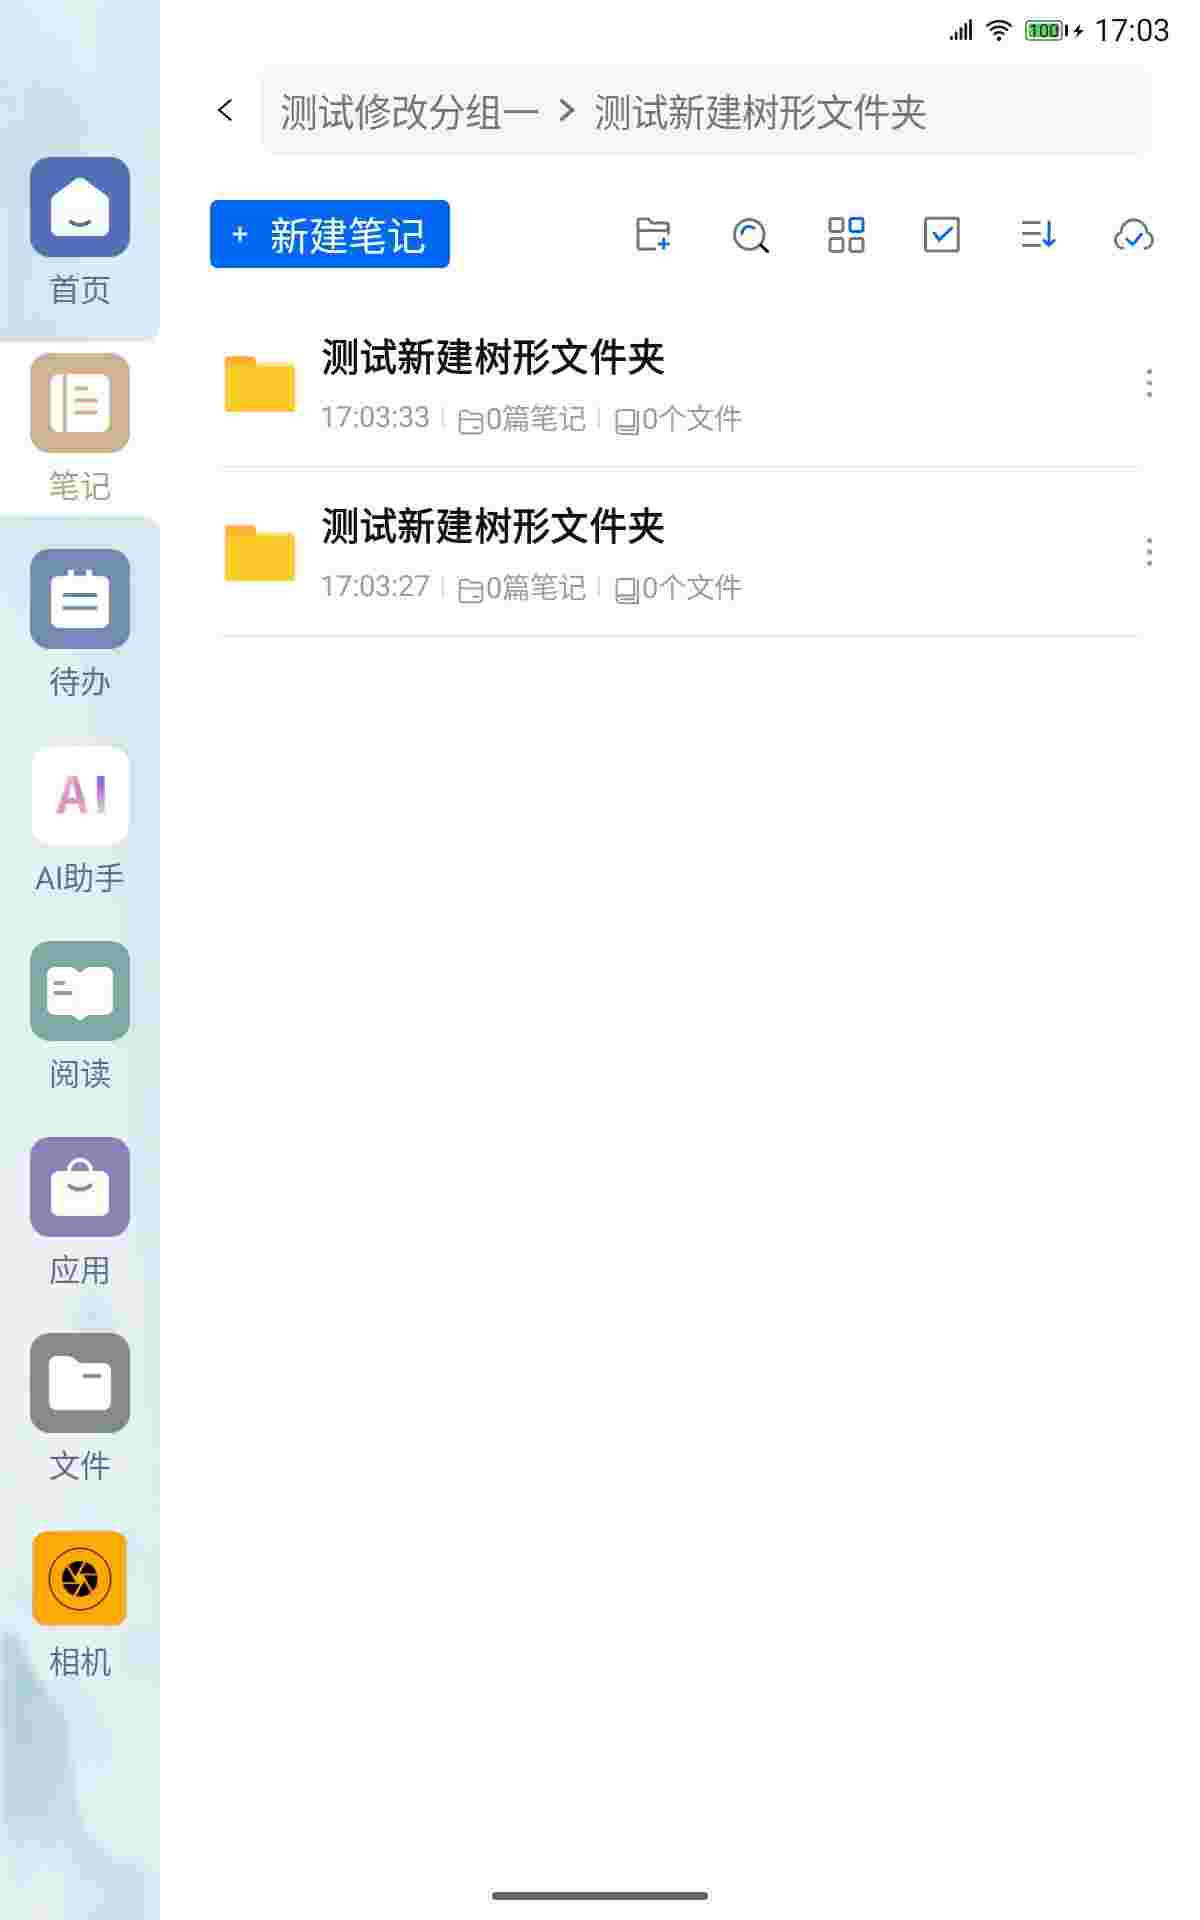 100 17:03
测试修改分组一 > 测试新建树形文件夹
+ 新建笔记
测试新建树形文件夹
17:03:33 0篇笔记 0个文件
测试新建树形文件夹
17:03:27 0篇笔记 0个文件
首页
笔记
待办
AI
AI助手
阅读
应用
文件
相机